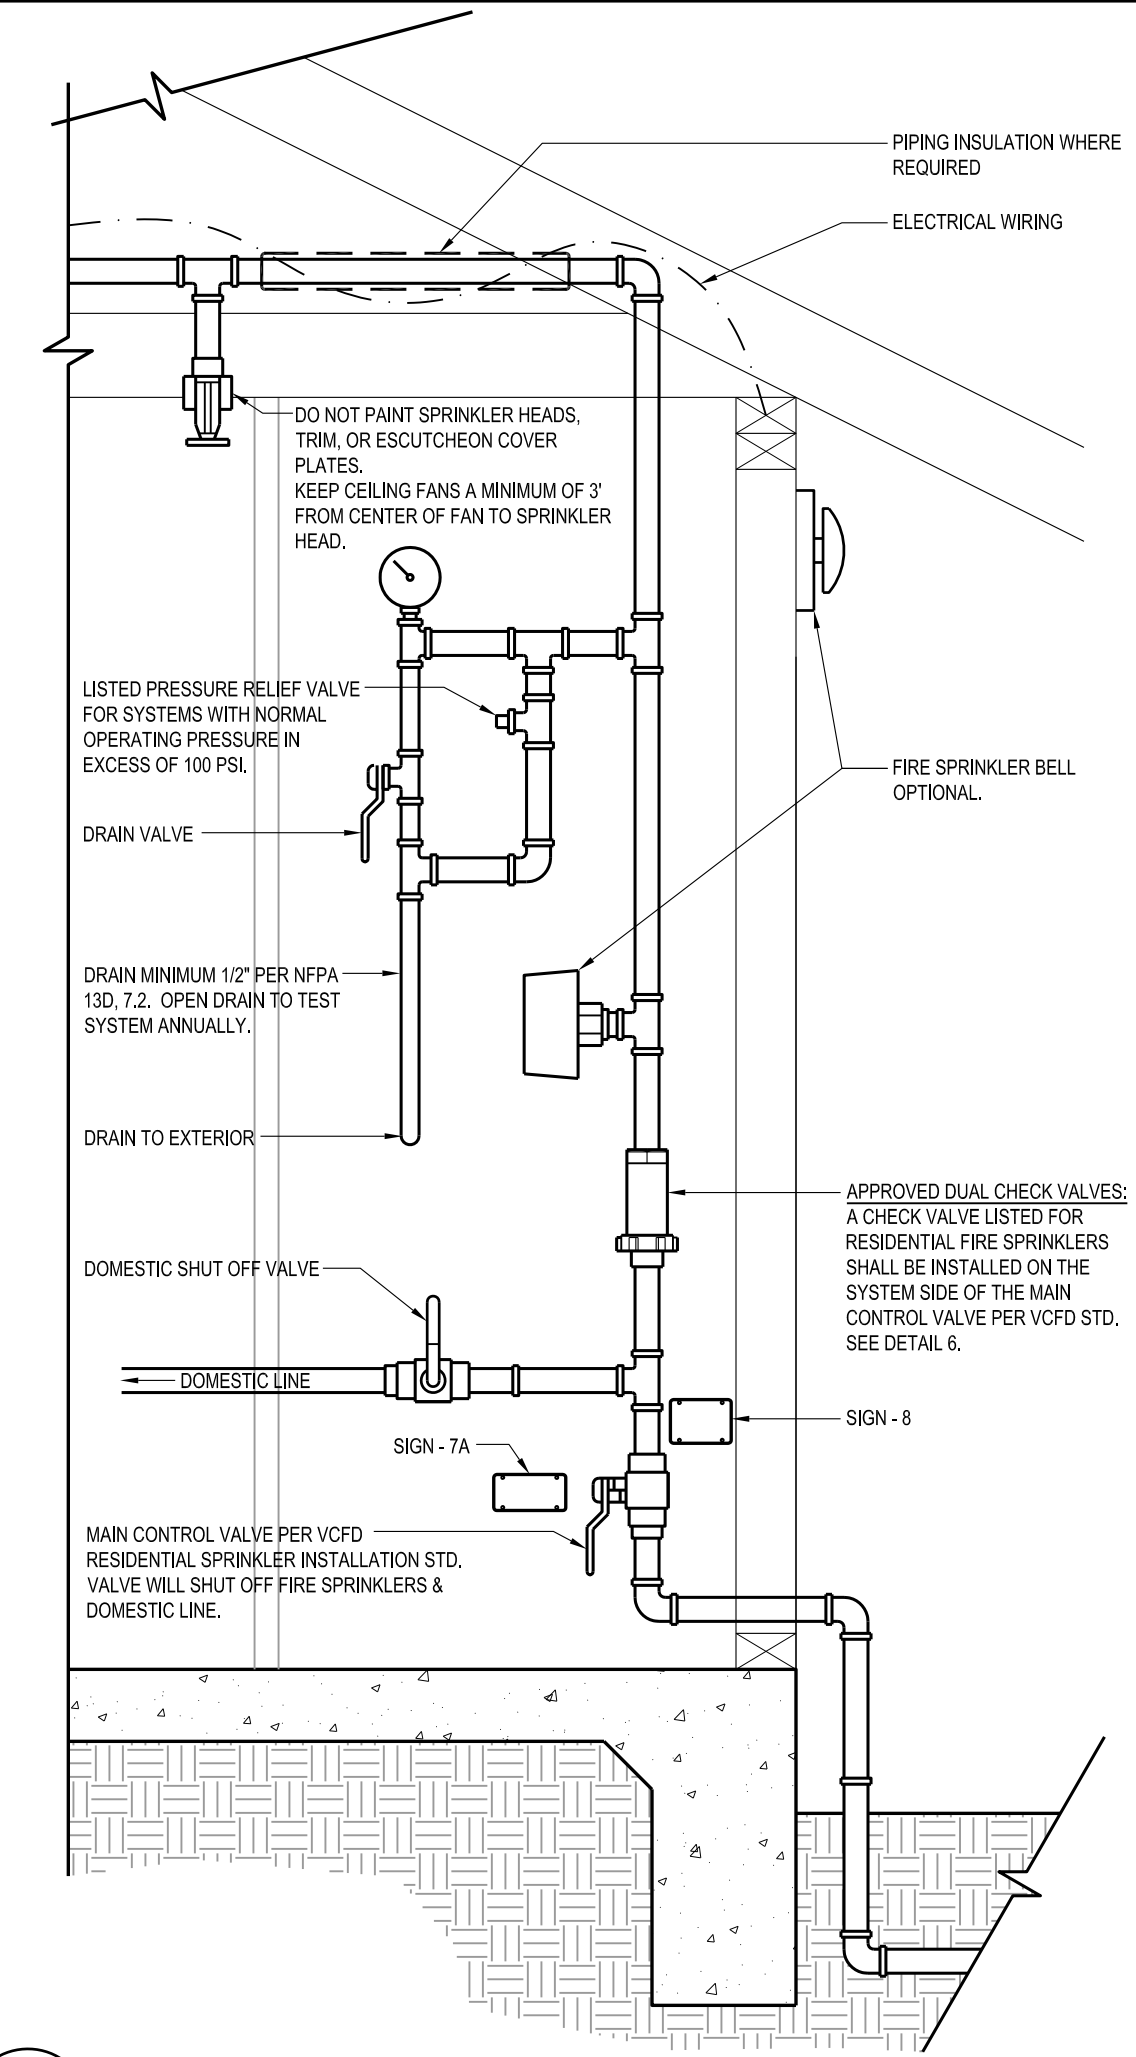 PIPING INSULATION WHERE
REQUIRED
ELECTRICAL WIRING
DO NOT PAINT SPRINKLER HEADS,
TRIM, OR ESCUTCHEON COVER
PLATES.
KEEP CEILING FANS A MINIMUM OF 3'
FROM CENTER OF FAN TO SPRINKLER
HEAD.
LISTED PRESSURE RELIEF VALVE
FOR SYSTEMS WITH NORMAL
OPERATING PRESSURE IN
EXCESS OF 100 PSI.
FIRE SPRINKLER BELL
OPTIONAL.
DRAIN VALVE
DRAIN MINIMUM 1/2" PER NFPA
13D, 7.2. OPEN DRAIN TO TEST
SYSTEM ANNUALLY.
DRAIN TO EXTERIOR
APPROVED DUAL CHECK VALVES:
A CHECK VALVE LISTED FOR
RESIDENTIAL FIRE SPRINKLERS
SHALL BE INSTALLED ON THE
SYSTEM SIDE OF THE MAIN
CONTROL VALVE PER VCFD STD.
SEE DETAIL 6.
DOMESTIC SHUT OFF VALVE
DOMESTIC LINE
SIGN - 8
SIGN - 7A
MAIN CONTROL VALVE PER VCFD
RESIDENTIAL SPRINKLER INSTALLATION STD.
VALVE WILL SHUT OFF FIRE SPRINKLERS &
DOMESTIC LINE.